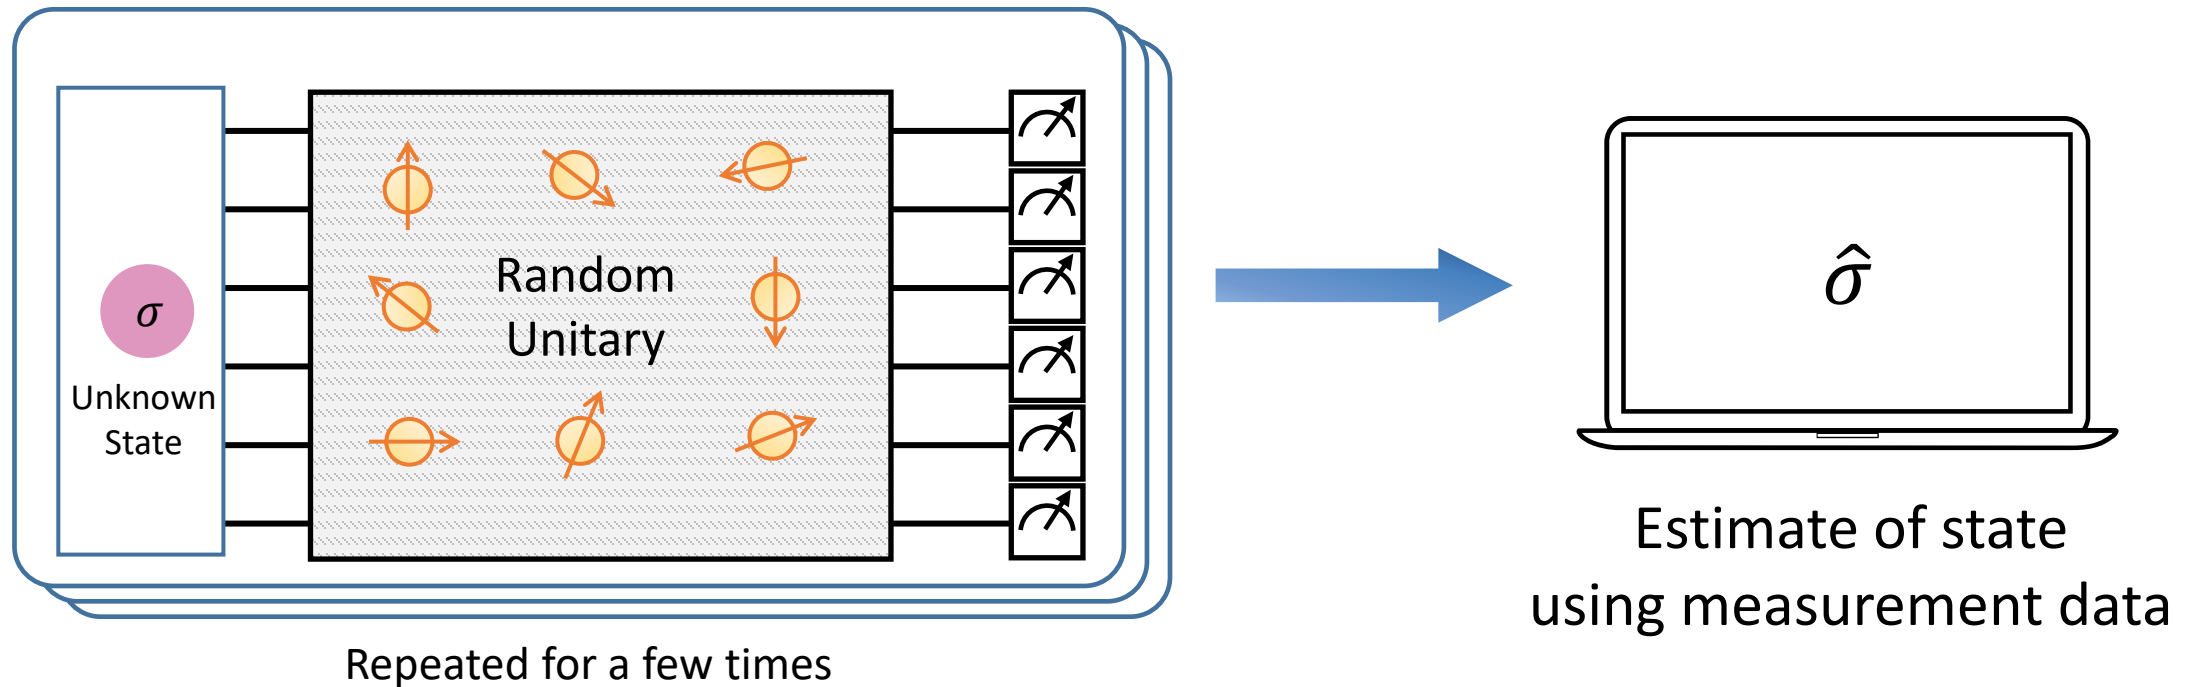 σ
Unknown
State
Random
Unitary
Repeated for a few times
σ̂
Estimate of state
using measurement data